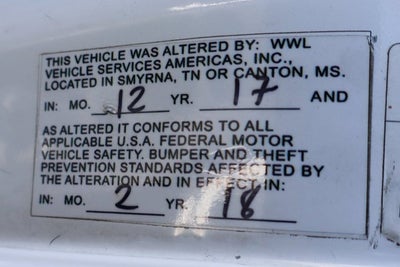 THIS VEHICLE WAS ALTERED BY: WWL
VEHICLE SERVICES AMERICAS, INC.,
LOCATED IN SMYRNA, TN OR CANTON, MS.
IN: MO. 12 YR. 17 AND
AS ALTERED IT CONFORMS TO ALL
APPLICABLE U.S.A. FEDERAL MOTOR
VEHICLE SAFETY. BUMPER AND THEFT
PREVENTION STANDARDS AFFECTED BY
THE ALTERATION AND IN EFFECT IN:
IN: MO. 2 YR. 18